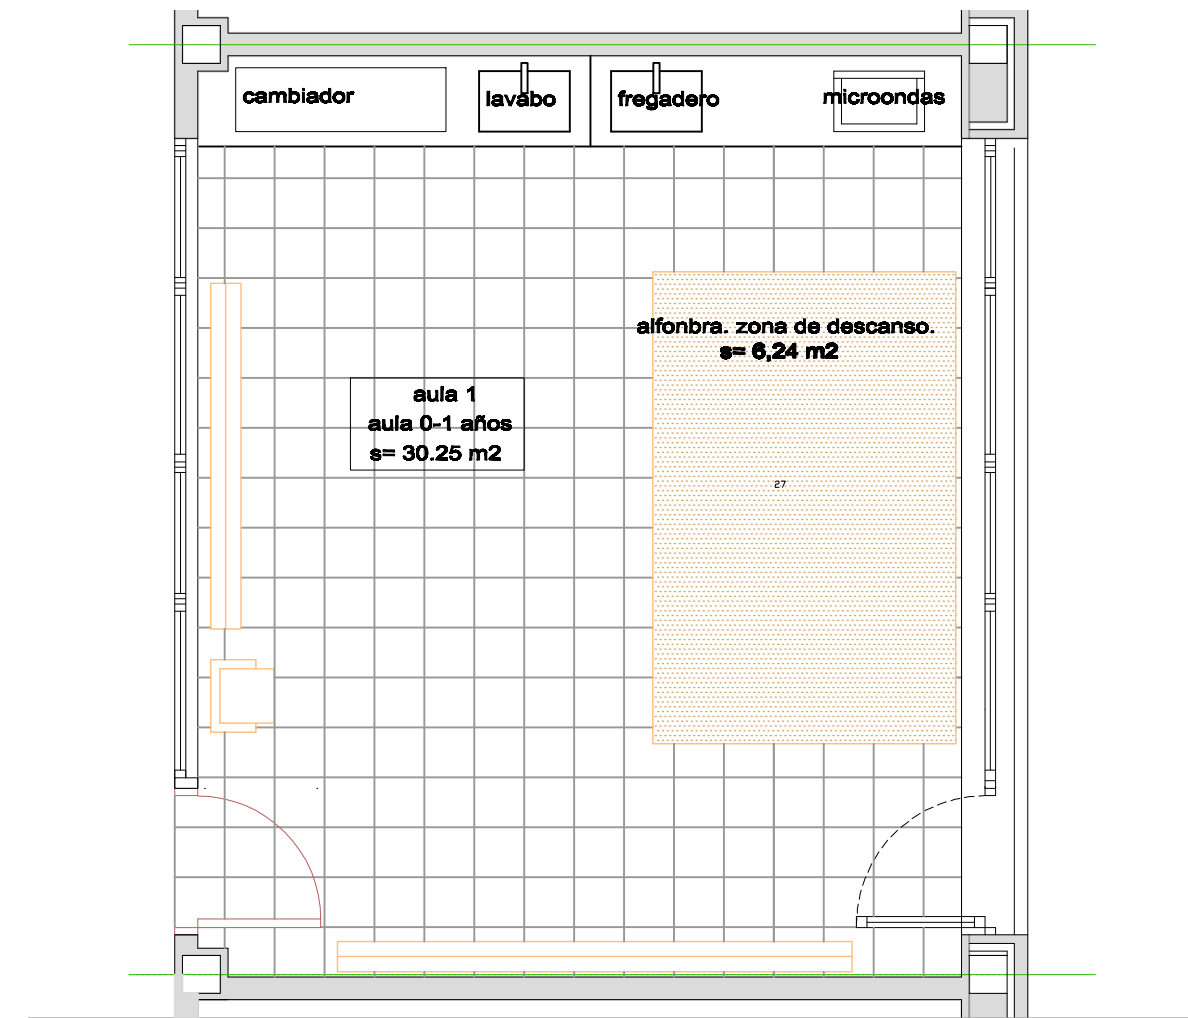 cambiador
lavabo
fregadero
microondas
alfonbra. zona de descanso.
s= 6,24 m2
aula 1
aula 0-1 años
s= 30.25 m2
27